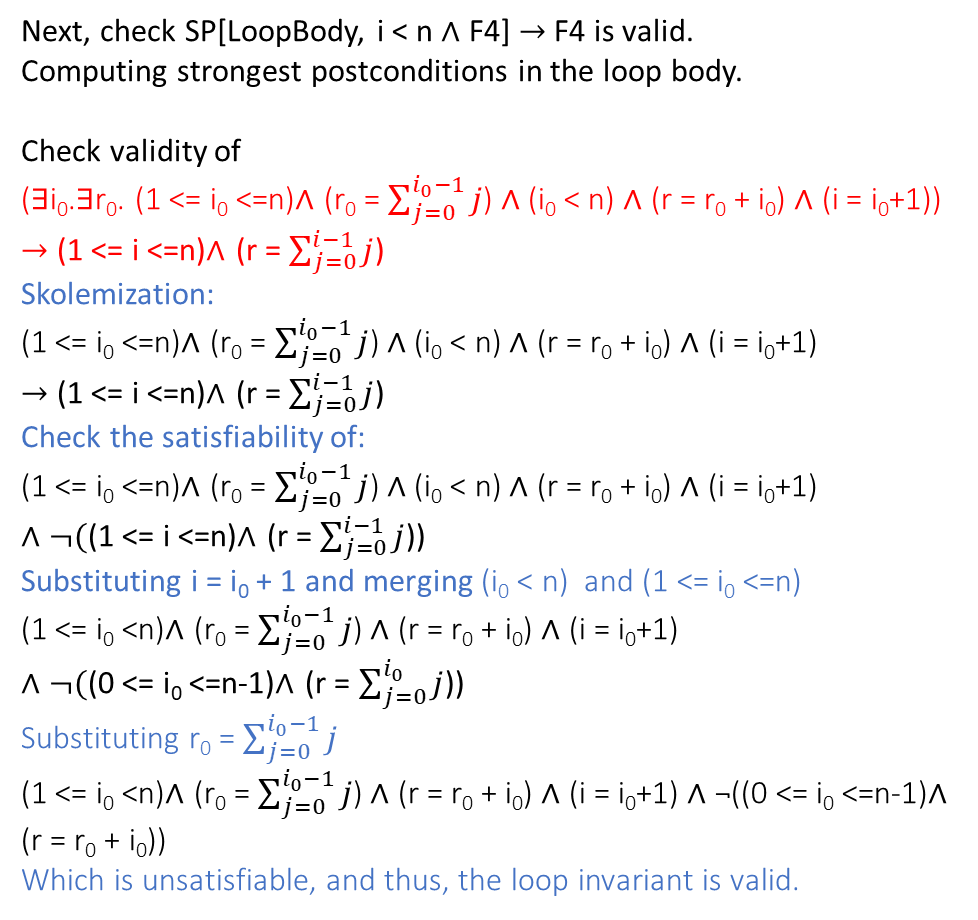 Next, check SP[LoopBody, i < n ∧ F4] → F4 is valid.
Computing strongest postconditions in the loop body.
Check validity of
(∃i₀.∃r₀. (1 <= i₀ <=n)∧ (r₀ = ∑_{j=0}^{i₀−1} j) ∧ (i₀ < n) ∧ (r = r₀ + i₀) ∧ (i = i₀+1))
→ (1 <= i <=n)∧ (r = ∑_{j=0}^{i−1} j)
Skolemization:
(1 <= i₀ <=n)∧ (r₀ = ∑_{j=0}^{i₀−1} j) ∧ (i₀ < n) ∧ (r = r₀ + i₀) ∧ (i = i₀+1)
→ (1 <= i <=n)∧ (r = ∑_{j=0}^{i−1} j)
Check the satisfiability of:
(1 <= i₀ <=n)∧ (r₀ = ∑_{j=0}^{i₀−1} j) ∧ (i₀ < n) ∧ (r = r₀ + i₀) ∧ (i = i₀+1)
∧ ¬((1 <= i <=n)∧ (r = ∑_{j=0}^{i−1} j))
Substituting i = i₀ + 1 and merging (i₀ < n) and (1 <= i₀ <=n)
(1 <= i₀ <n)∧ (r₀ = ∑_{j=0}^{i₀−1} j) ∧ (r = r₀ + i₀) ∧ (i = i₀+1)
∧ ¬((0 <= i₀ <=n-1)∧ (r = ∑_{j=0}^{i₀} j))
Substituting r₀ = ∑_{j=0}^{i₀−1} j
(1 <= i₀ <n)∧ (r₀ = ∑_{j=0}^{i₀−1} j) ∧ (r = r₀ + i₀) ∧ (i = i₀+1) ∧ ¬((0 <= i₀ <=n-1)∧
(r = r₀ + i₀))
Which is unsatisfiable, and thus, the loop invariant is valid.